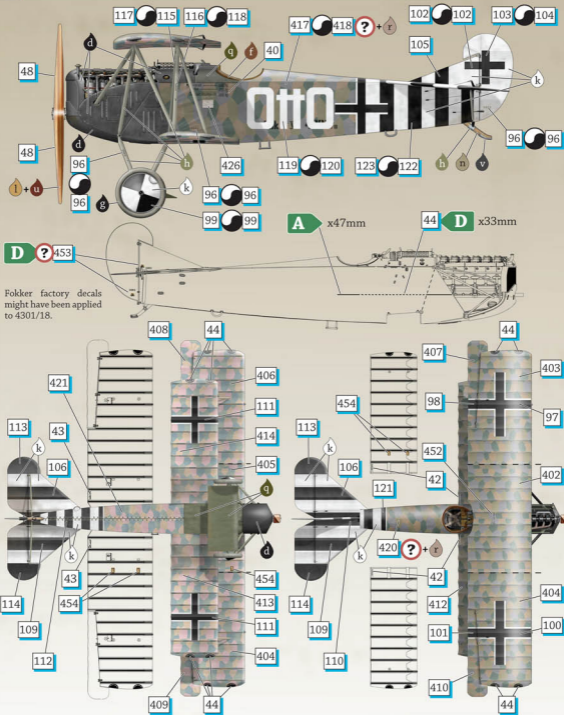 117 115 116 118
417 418 ? + r
102 102 103 104
d
q f 40
105
48
OttO
k
48
d
h
426
119 120 123 122
96 96
h n v
l + u
96
96
g
k
96 96
99 99
A x47mm
44 D x33mm
D ? 453
Fokker factory decals
might have been applied
to 4301/18.
408 44
407 44
421
406
403
113
43
111
98
97
k
414
454
113
106
405
452
k
q
42
106
402
121
d
k
43
k
420 ? + r
454
454
42
114
413
412
404
109
111
114
109
101
100
112
404
110
409 44
410
44